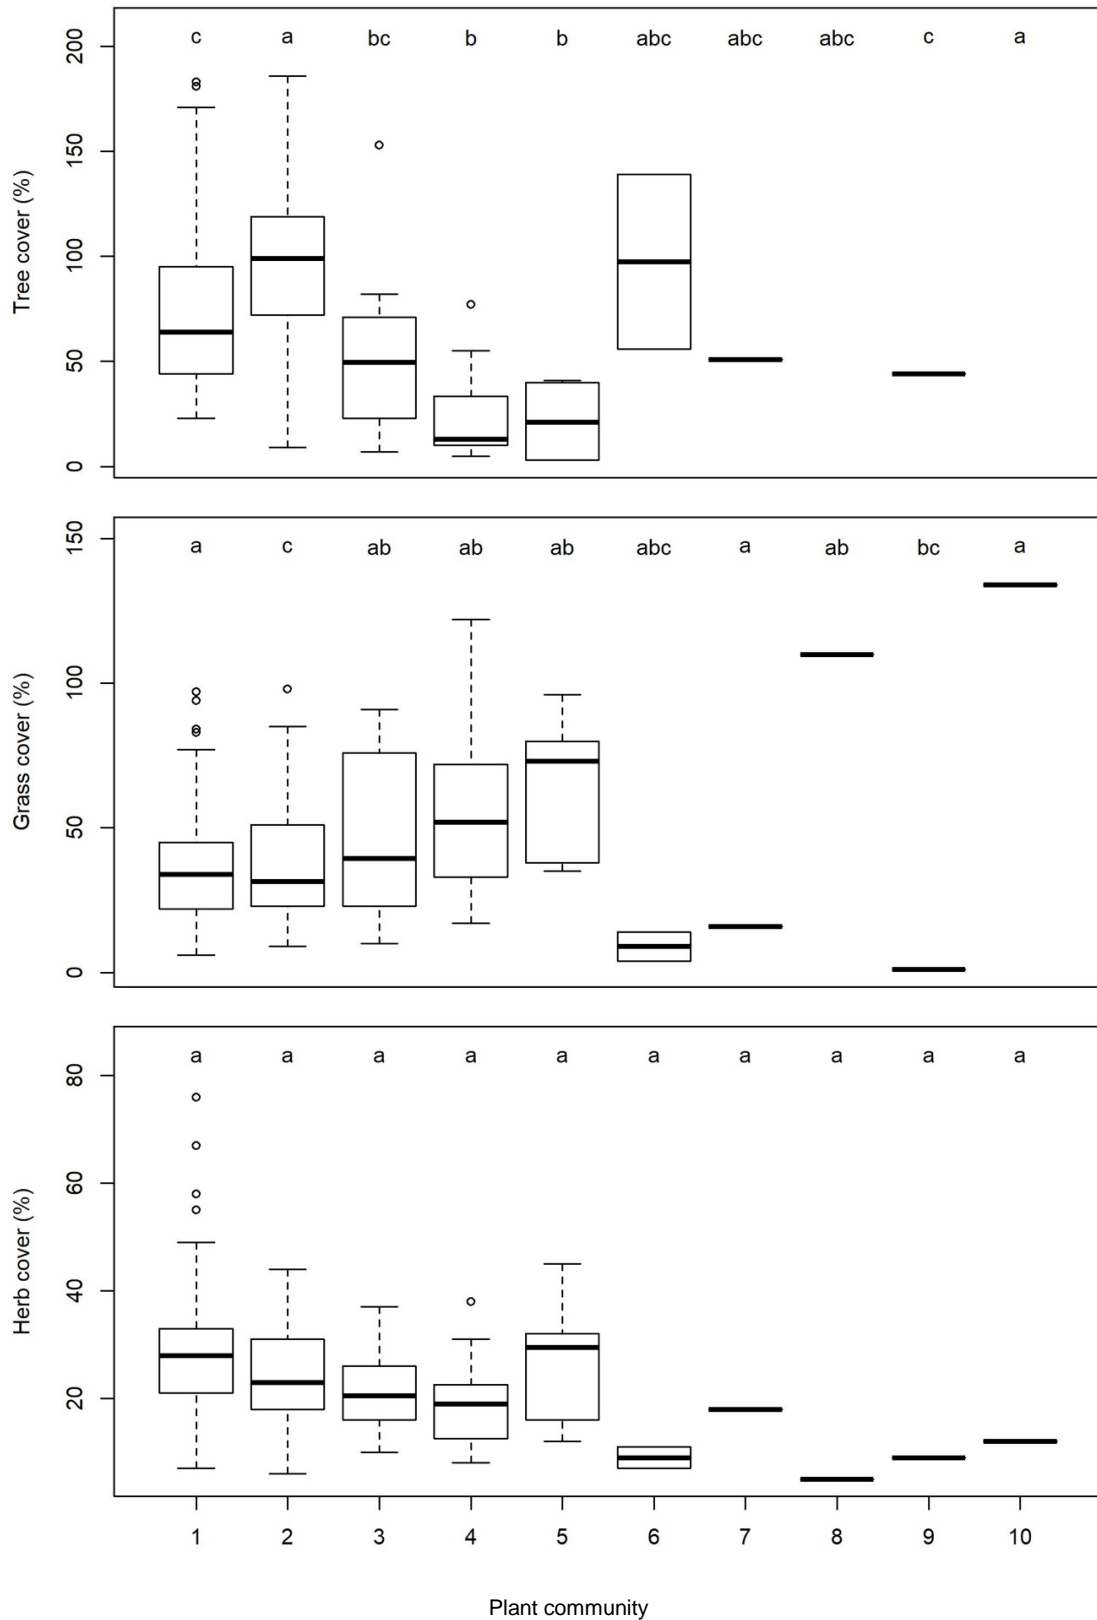 Tree cover (%)
200
150
100
50
0
c a bc b b abc abc abc c a
Grass cover (%)
150
100
50
0
a c ab ab ab abc a ab bc a
Herb cover (%)
80
60
40
20
a a a a a a a a a a
1 2 3 4 5 6 7 8 9 10
Plant community